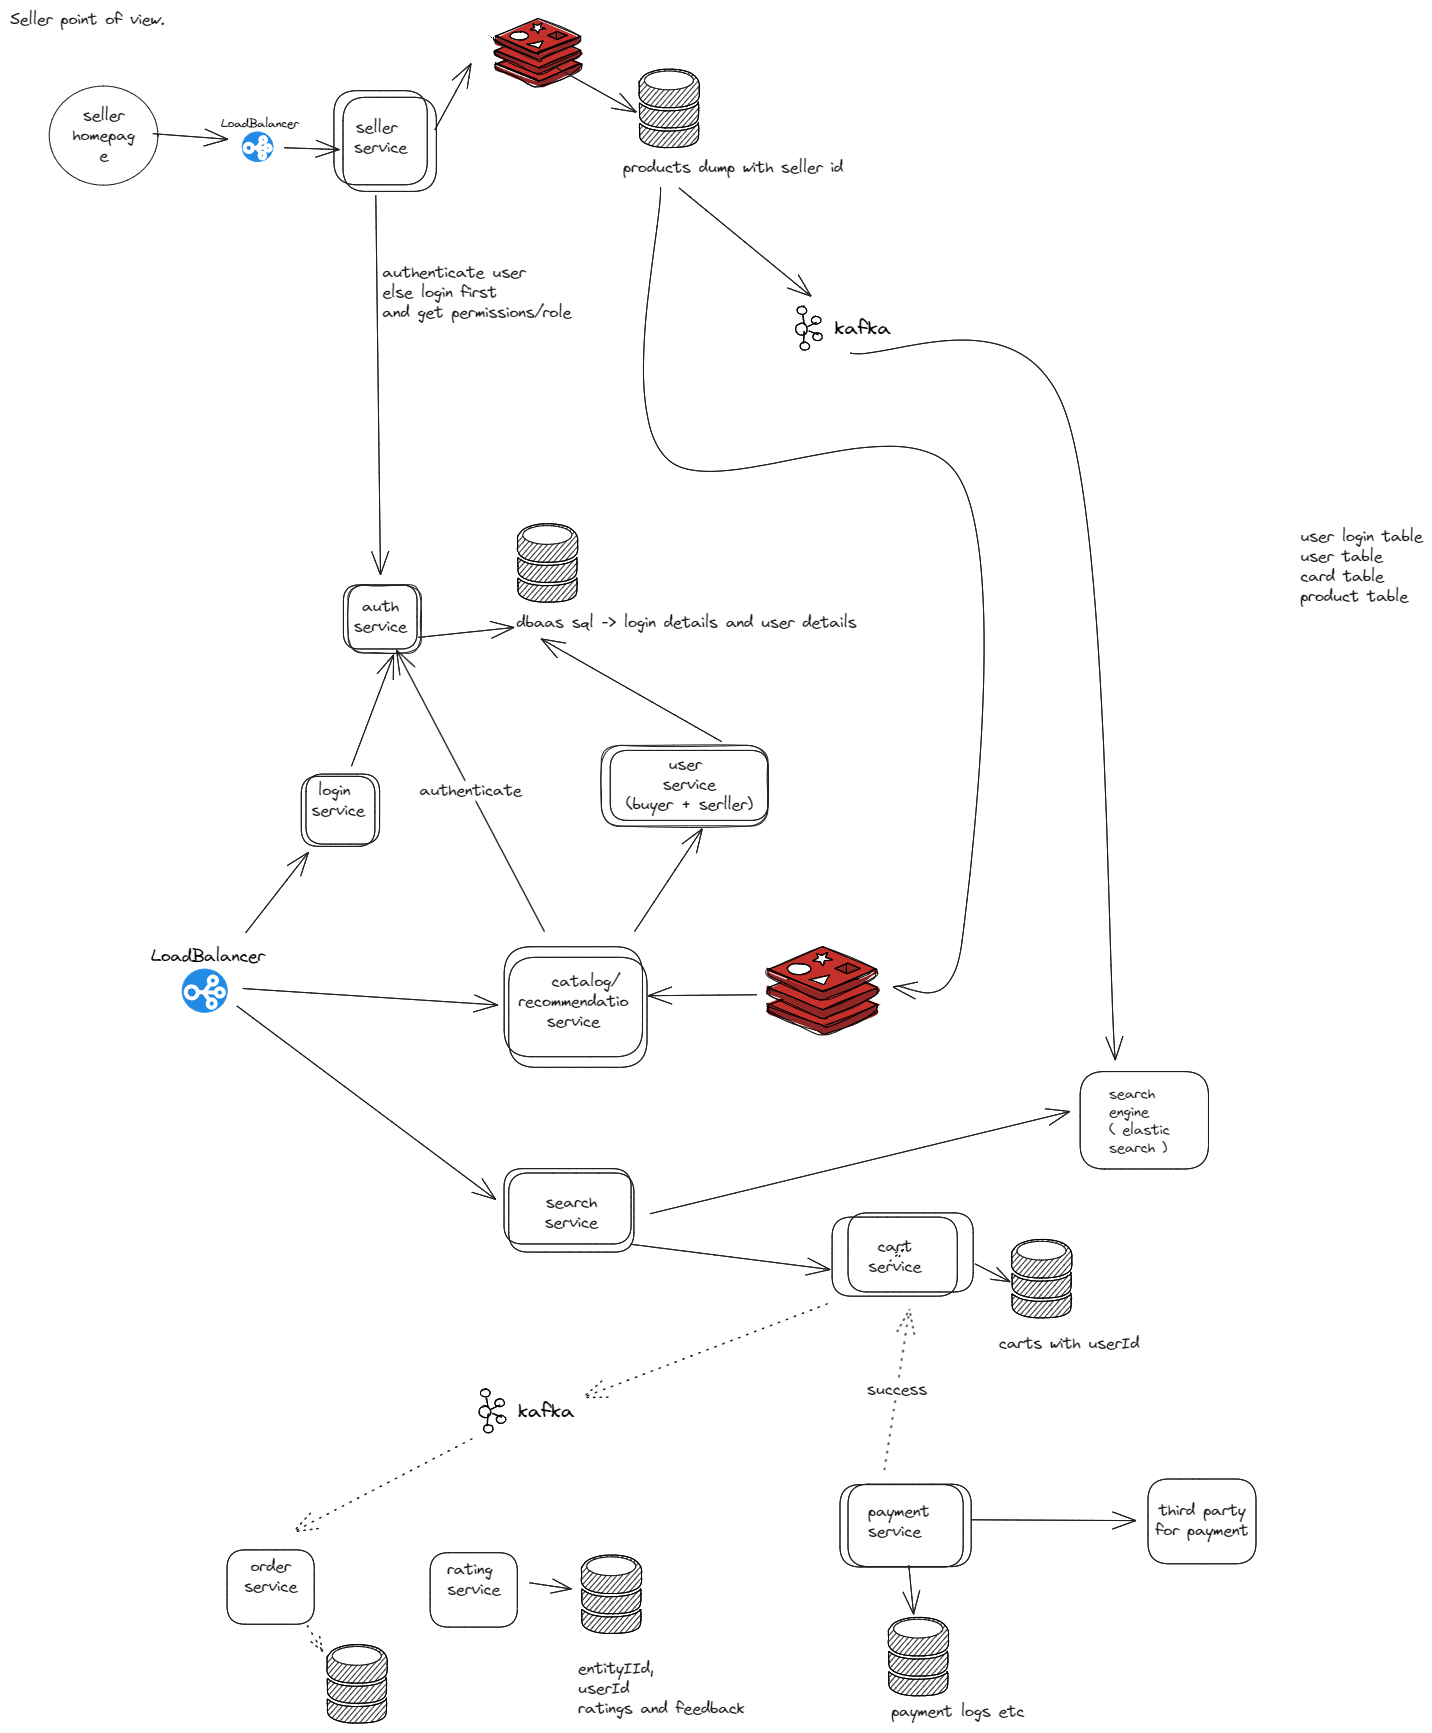 Seller point of view.
seller
homepag
e
LoadBalancer
seller
service
products dump with seller id
authenticate user
else login first
and get permissions/role
kafka
user login table
user table
card table
product table
auth
service
dbaas sql -> login details and user details
login
service
authenticate
user
service
(buyer + serller)
LoadBalancer
catalog/
recommendatio
service
search
engine
( elastic
search )
search
service
cart
service
carts with userId
success
kafka
payment
service
third party
for payment
order
service
rating
service
entityIId,
userId
ratings and feedback
payment logs etc